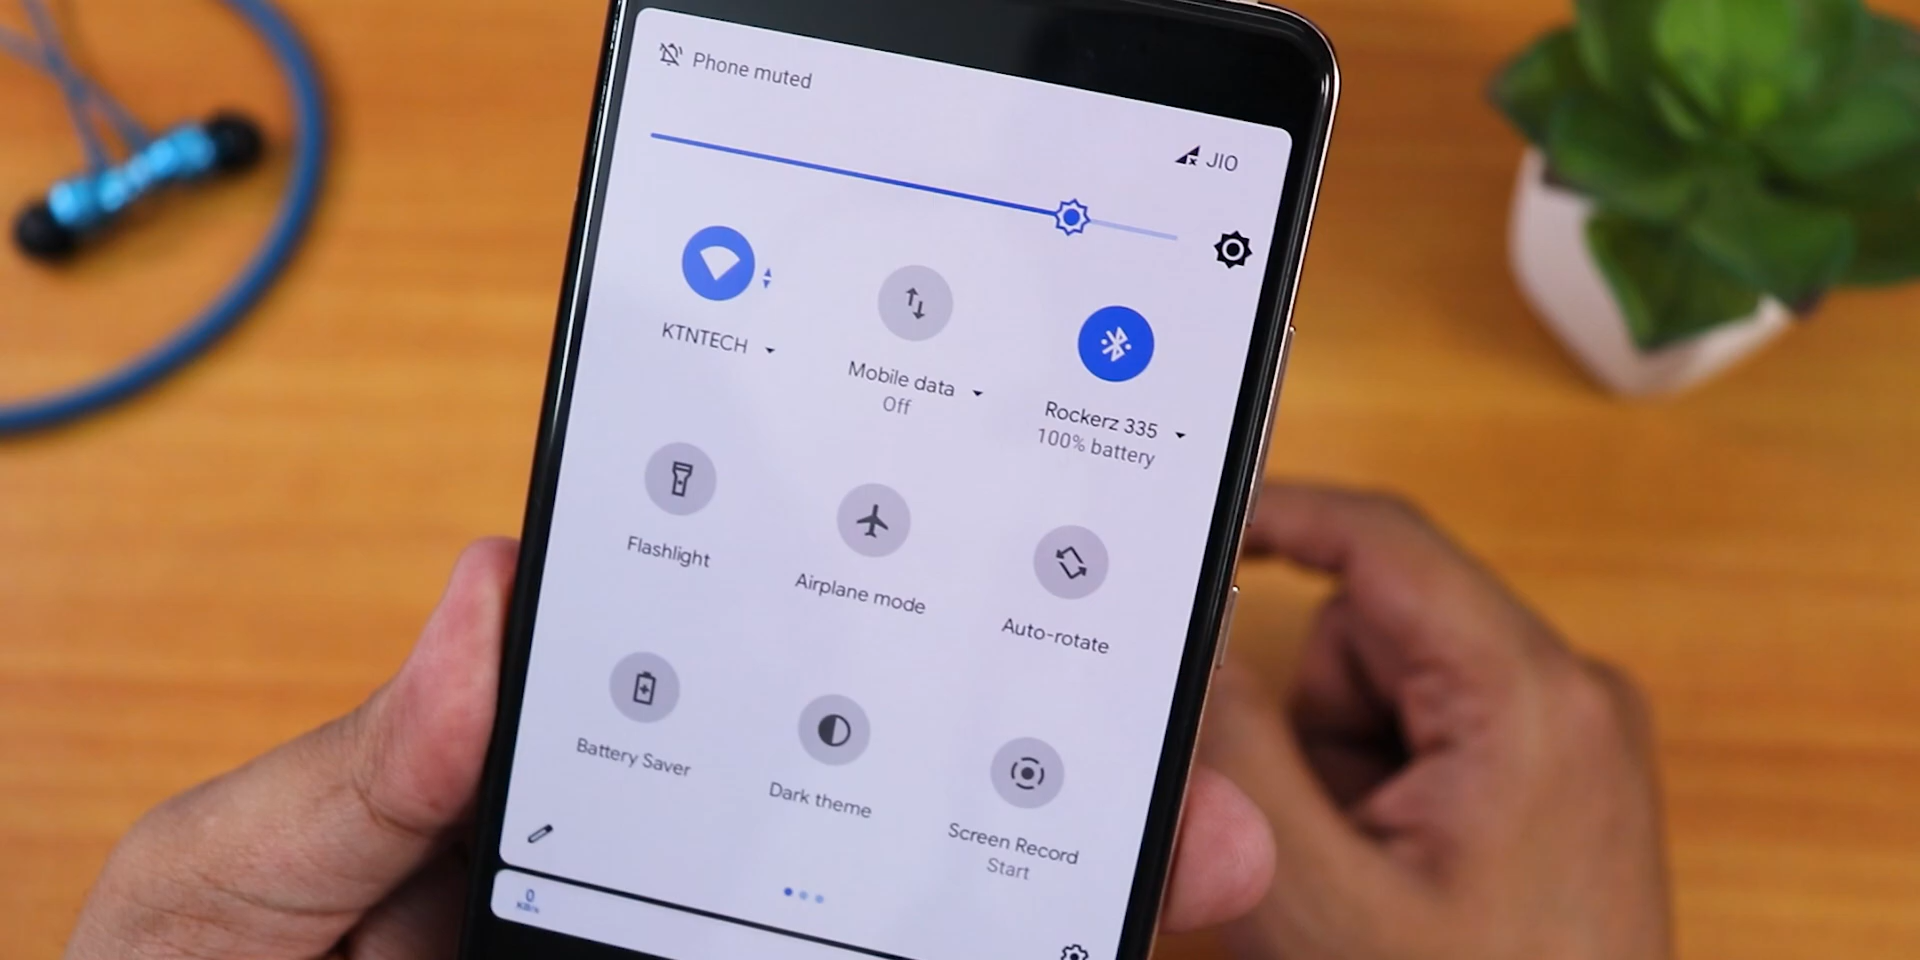 Phone muted
JIO
KTNTECH
Mobile data
Off
Rockerz 335
100% battery
Flashlight
Airplane mode
Auto-rotate
Battery Saver
Dark theme
Screen Record
Start
0
KB/s